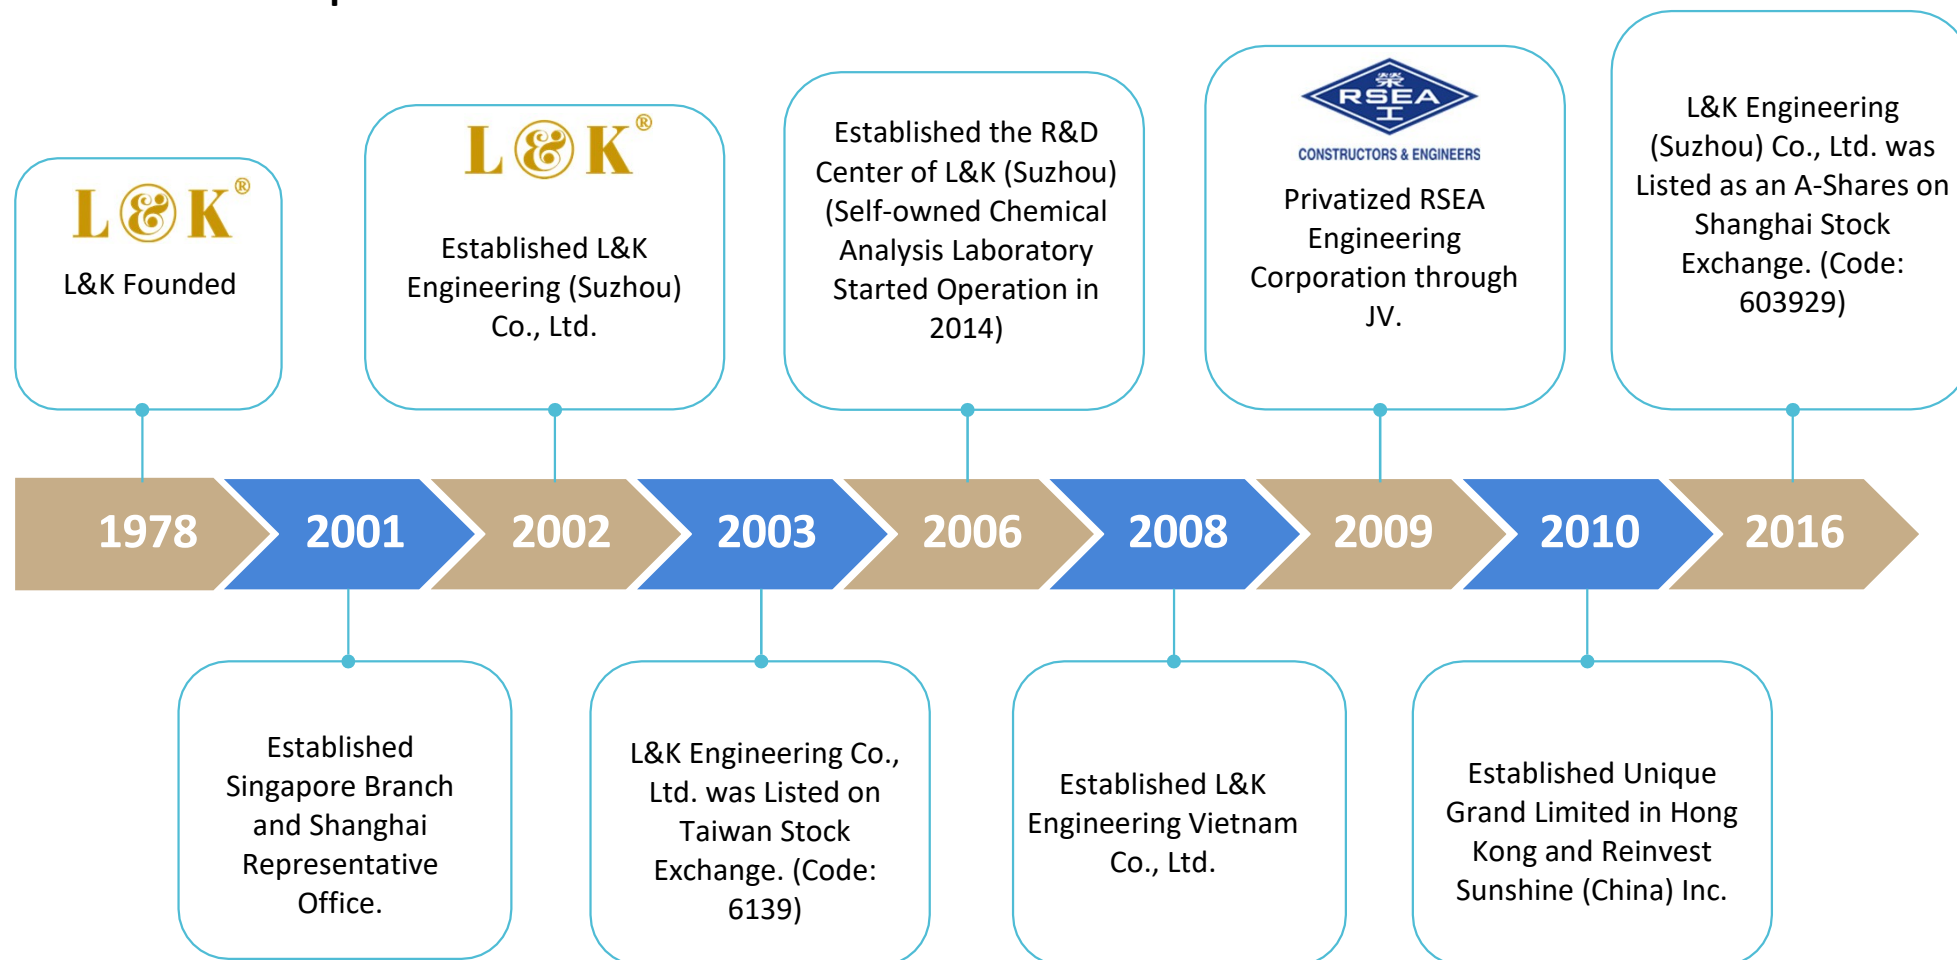 L&K®
L&K Founded
L&K®
Established L&K
Engineering (Suzhou)
Co., Ltd.
Established the R&D
Center of L&K (Suzhou)
(Self-owned Chemical
Analysis Laboratory
Started Operation in
2014)
榮
RSEA
工
CONSTRUCTORS & ENGINEERS
Privatized RSEA
Engineering
Corporation through
JV.
L&K Engineering
(Suzhou) Co., Ltd. was
Listed as an A-Shares on
Shanghai Stock
Exchange. (Code:
603929)
1978
2001
2002
2003
2006
2008
2009
2010
2016
Established
Singapore Branch
and Shanghai
Representative
Office.
L&K Engineering Co.,
Ltd. was Listed on
Taiwan Stock
Exchange. (Code:
6139)
Established L&K
Engineering Vietnam
Co., Ltd.
Established Unique
Grand Limited in Hong
Kong and Reinvest
Sunshine (China) Inc.